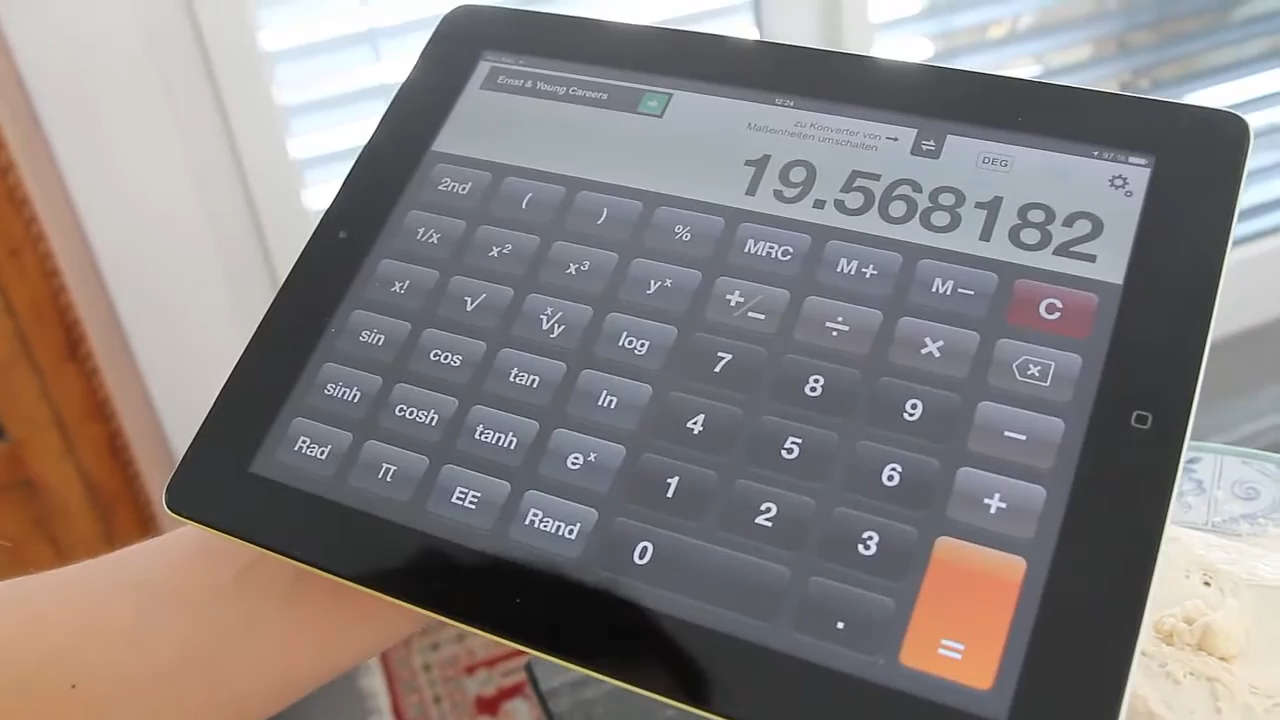 Ernst & Young Careers
12:24
97 %
zu Konverter von
Maßeinheiten umschalten
DEG
19.568182
2nd ( ) % MRC M+ M− C
1/x x² x³ yˣ +/− ÷ ×
x! √ ˣ√y log 7 8 9 −
sin cos tan ln 4 5 6 +
sinh cosh tanh eˣ 1 2 3 =
Rad π EE Rand 0 .